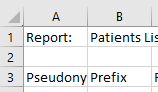 A B
1 Report: Patients Lis
2
3 Pseudony Prefix